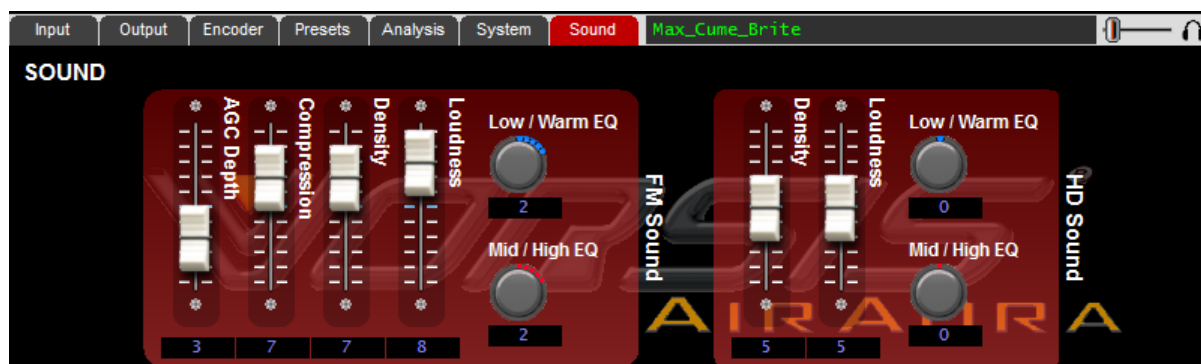 Input Output Encoder Presets Analysis System Sound Max_Cume_Brite
SOUND
AGC Depth
Compression
Density
Loudness
Low / Warm EQ
2
Mid / High EQ
2
3 7 7 8
FM Sound
Density
Loudness
Low / Warm EQ
0
Mid / High EQ
0
5 5
HD Sound
VORSIS ®
AIRAURA